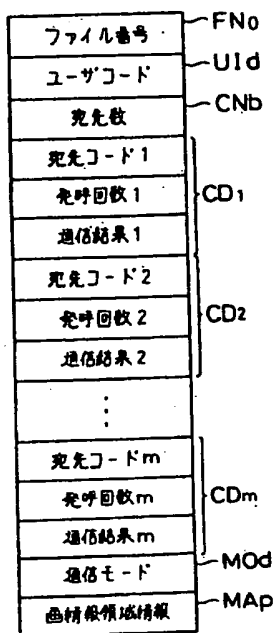 ファイル番号 FNo
ユーザコード UId
宛先数 CNb
宛先コード1
発呼回数1 CD1
通信結果1
宛先コード2
発呼回数2 CD2
通信結果2
⋮
宛先コードm
発呼回数m CDm
通信結果m
通信モード MOd
画情報領域情報 MAp